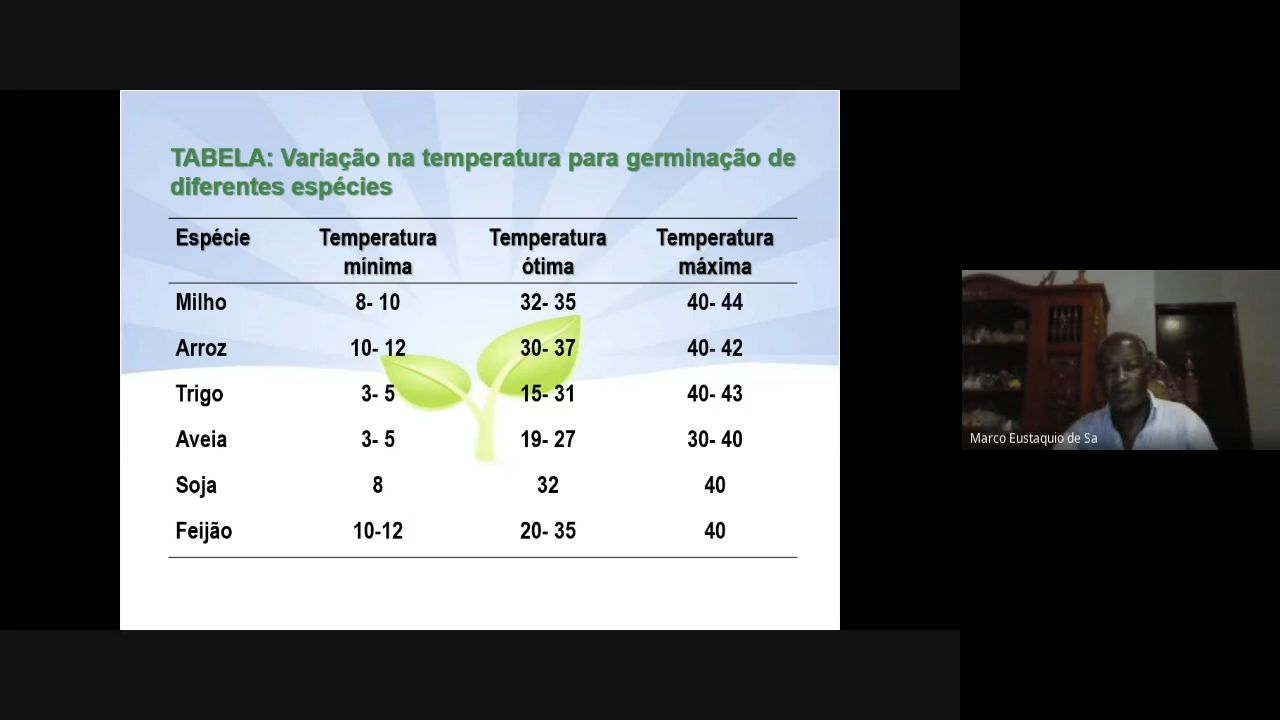 TABELA: Variação na temperatura para germinação de
diferentes espécies
Espécie Temperatura mínima Temperatura ótima Temperatura máxima
Milho 8- 10 32- 35 40- 44
Arroz 10- 12 30- 37 40- 42
Trigo 3- 5 15- 31 40- 43
Aveia 3- 5 19- 27 30- 40
Soja 8 32 40
Feijão 10-12 20- 35 40
Marco Eustaquio de Sa